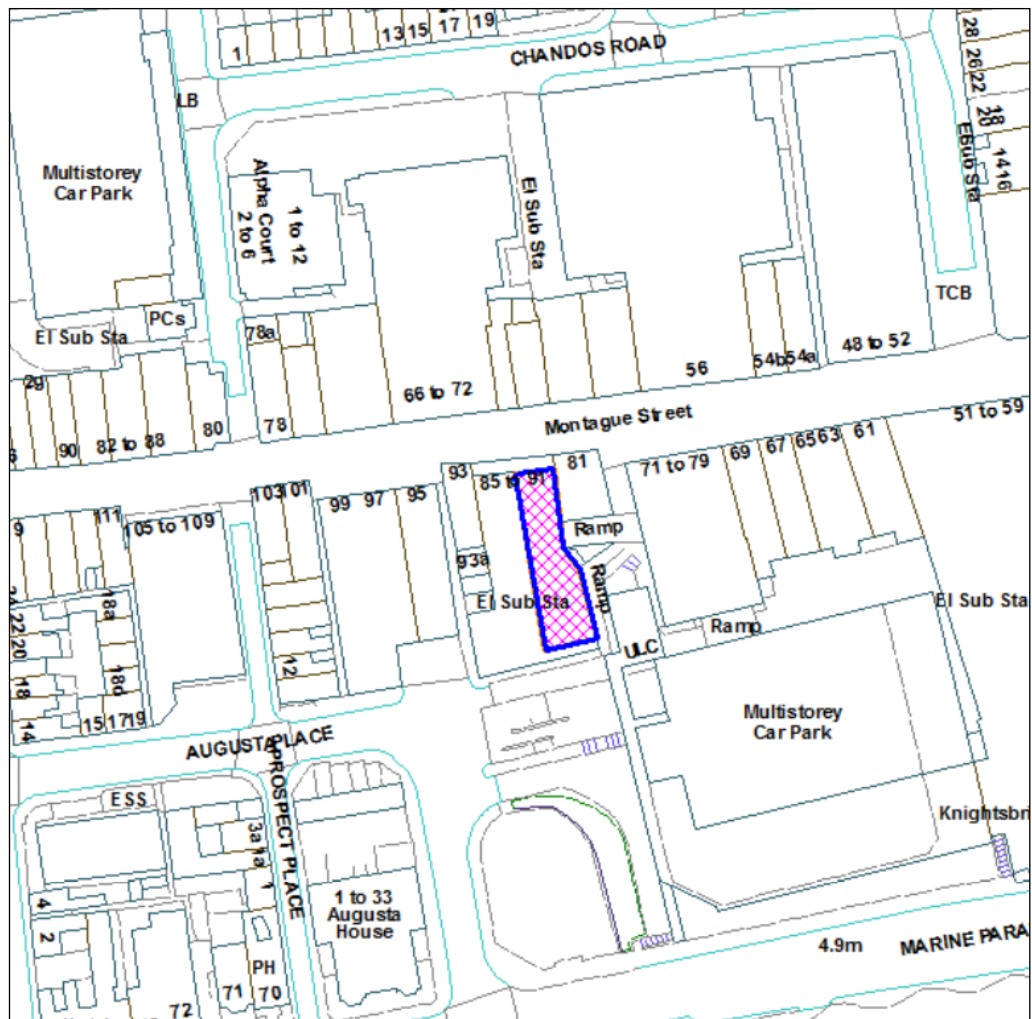 13 15 17 19
1
CHANDOS ROAD
28
26
22
18
20
1416
LB
El Sub Sta
Multistorey
Car Park
Alpha Court
2 to 6
1 to 12
El Sub Sta
TCB
PCs
El Sub Sta
78a
2g
90
82 to 88
80
78
66 to 72
56
54b
54a
48 to 52
Montague Street
51 to 59
61
63
65
67
69
71 to 79
81
85 to 91
93
95
97
99
101
103
105 to 109
111
9
Ramp
93a
Ramp
El Sub Sta
El Sub Sta
18a
22
20
18
14
18d
12
15
17
19
ULC
Ramp
Multistorey
Car Park
AUGUSTA PLACE
PROSPECT PLACE
ESS
3a
1a
1
4
2
1 to 33
Augusta
House
PH
72
71
70
Knightsbri
4.9m
MARINE PARA